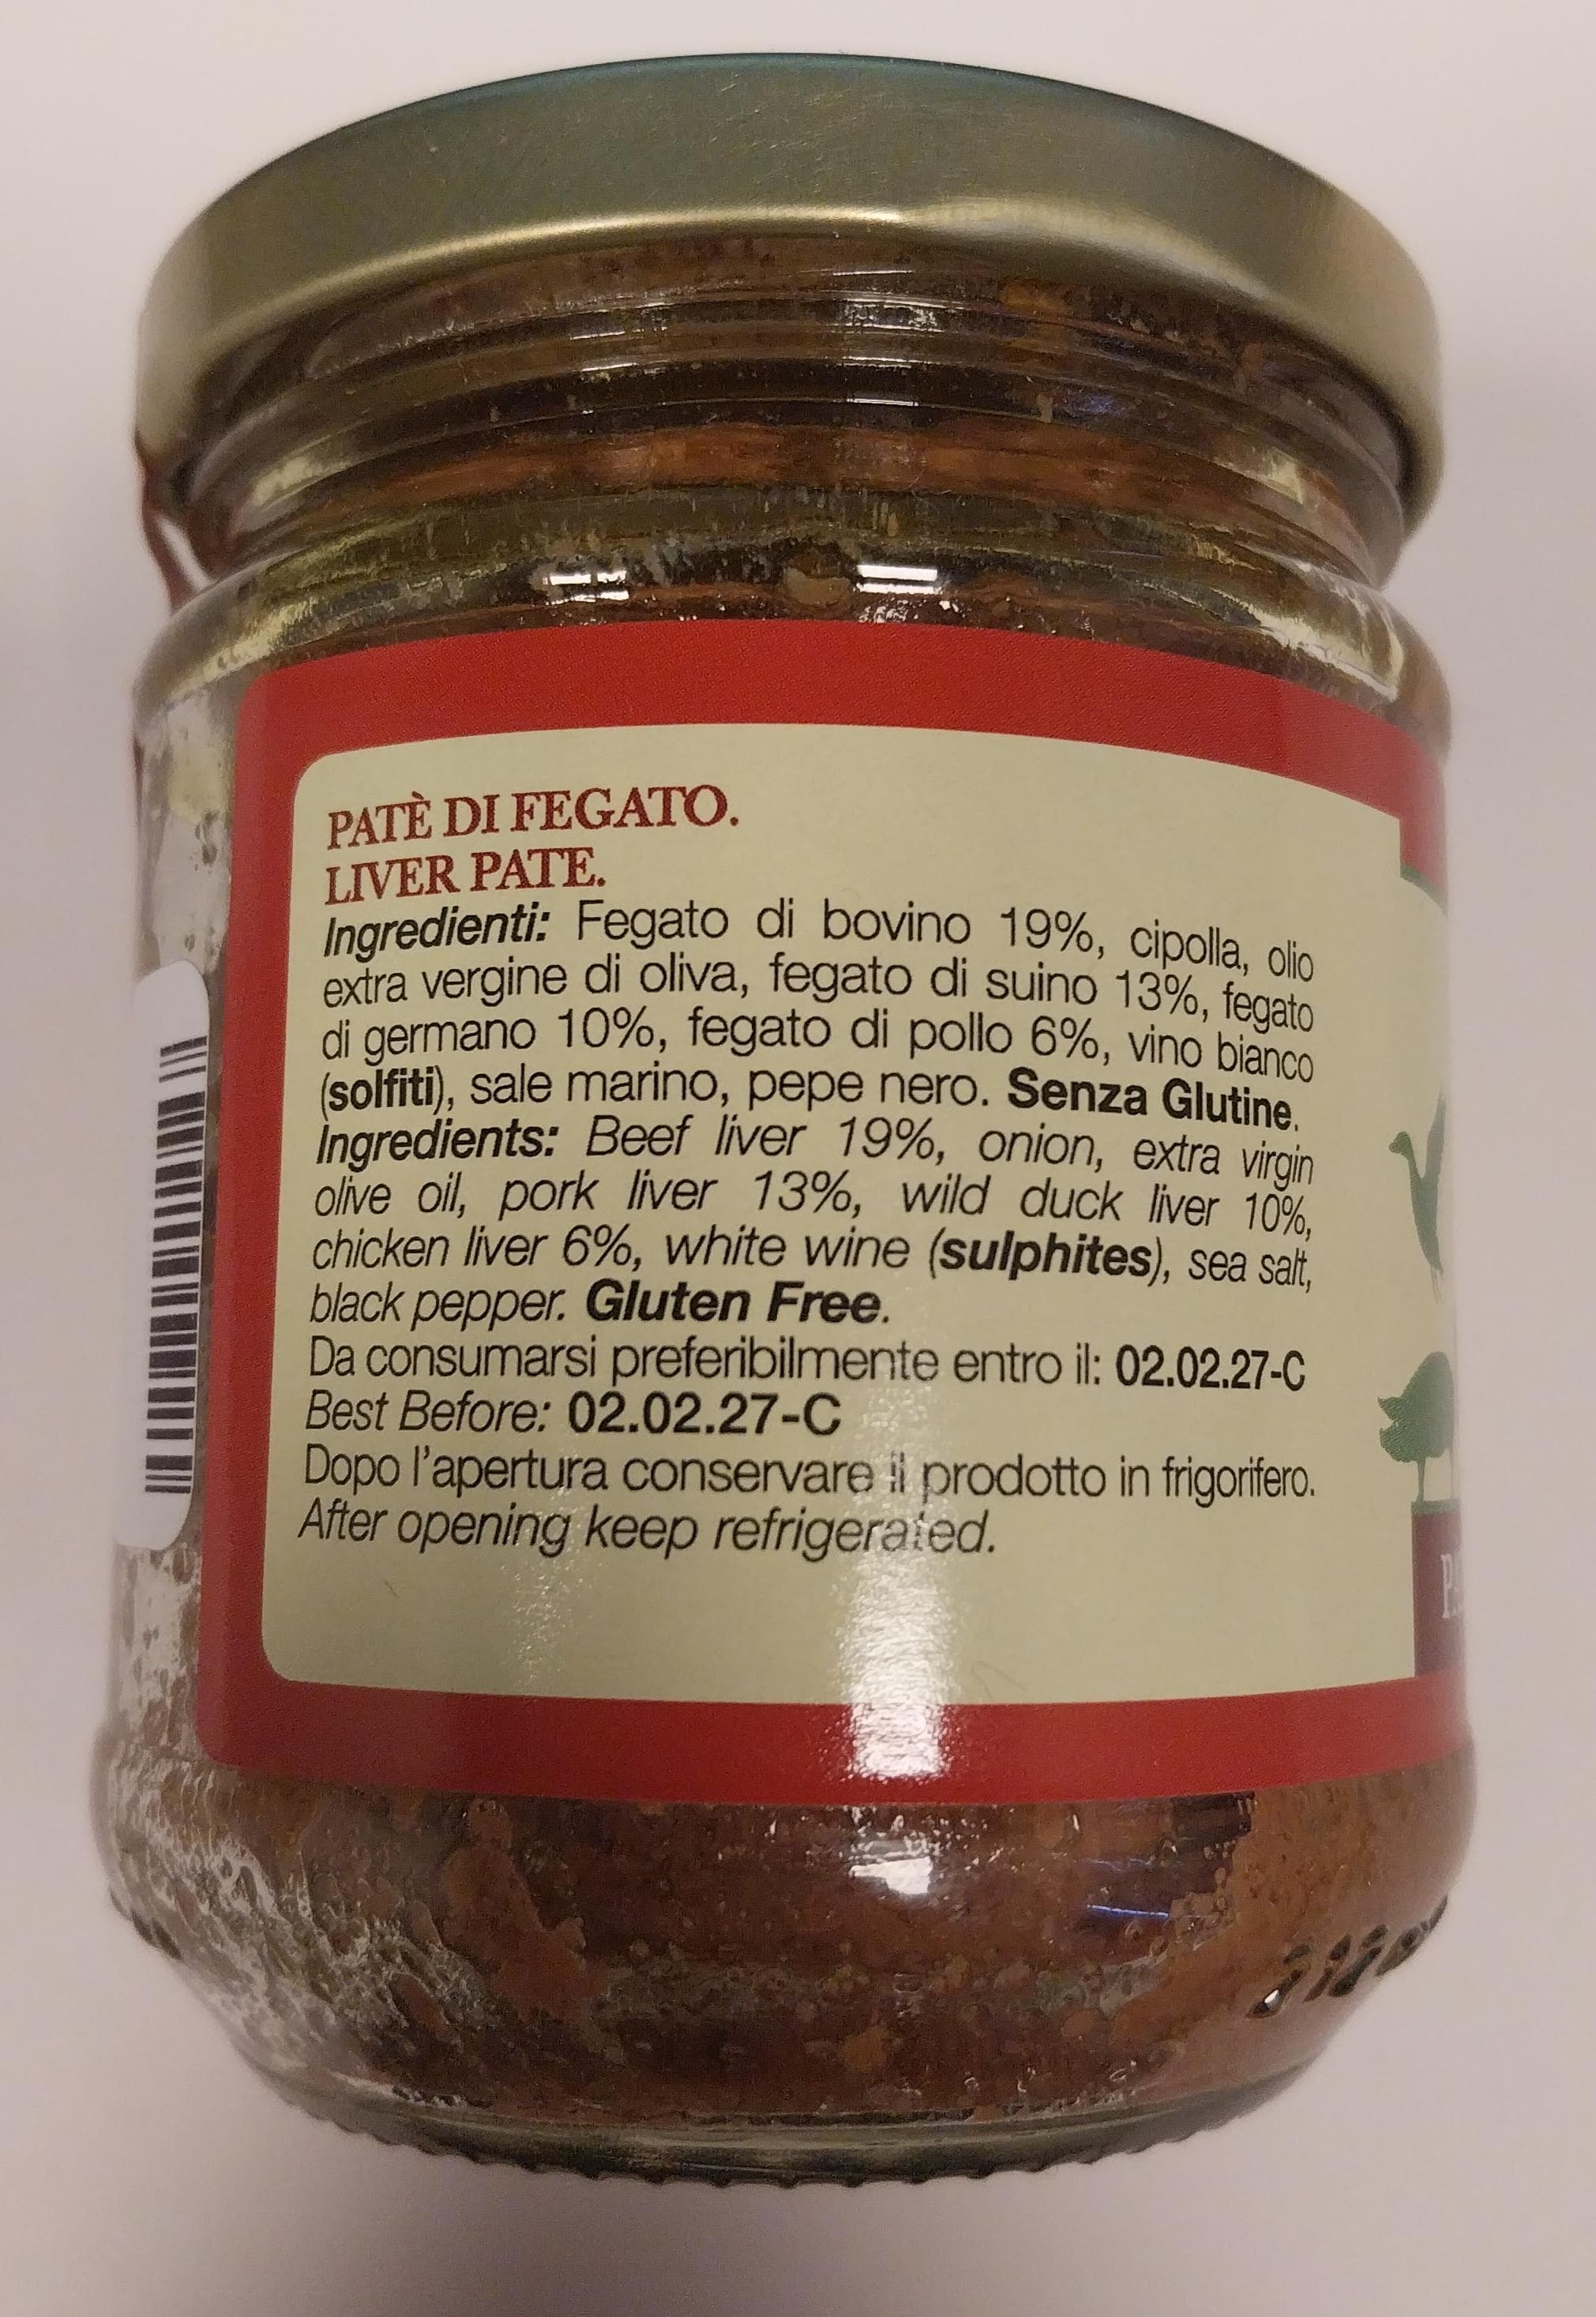 PATÈ DI FEGATO.
LIVER PATE.
Ingredienti: Fegato di bovino 19%, cipolla, olio
extra vergine di oliva, fegato di suino 13%, fegato
di germano 10%, fegato di pollo 6%, vino bianco
(solfiti), sale marino, pepe nero. Senza Glutine.
Ingredients: Beef liver 19%, onion, extra virgin
olive oil, pork liver 13%, wild duck liver 10%,
chicken liver 6%, white wine (sulphites), sea salt,
black pepper. Gluten Free.
Da consumarsi preferibilmente entro il: 02.02.27-C
Best Before: 02.02.27-C
Dopo l'apertura conservare il prodotto in frigorifero.
After opening keep refrigerated.